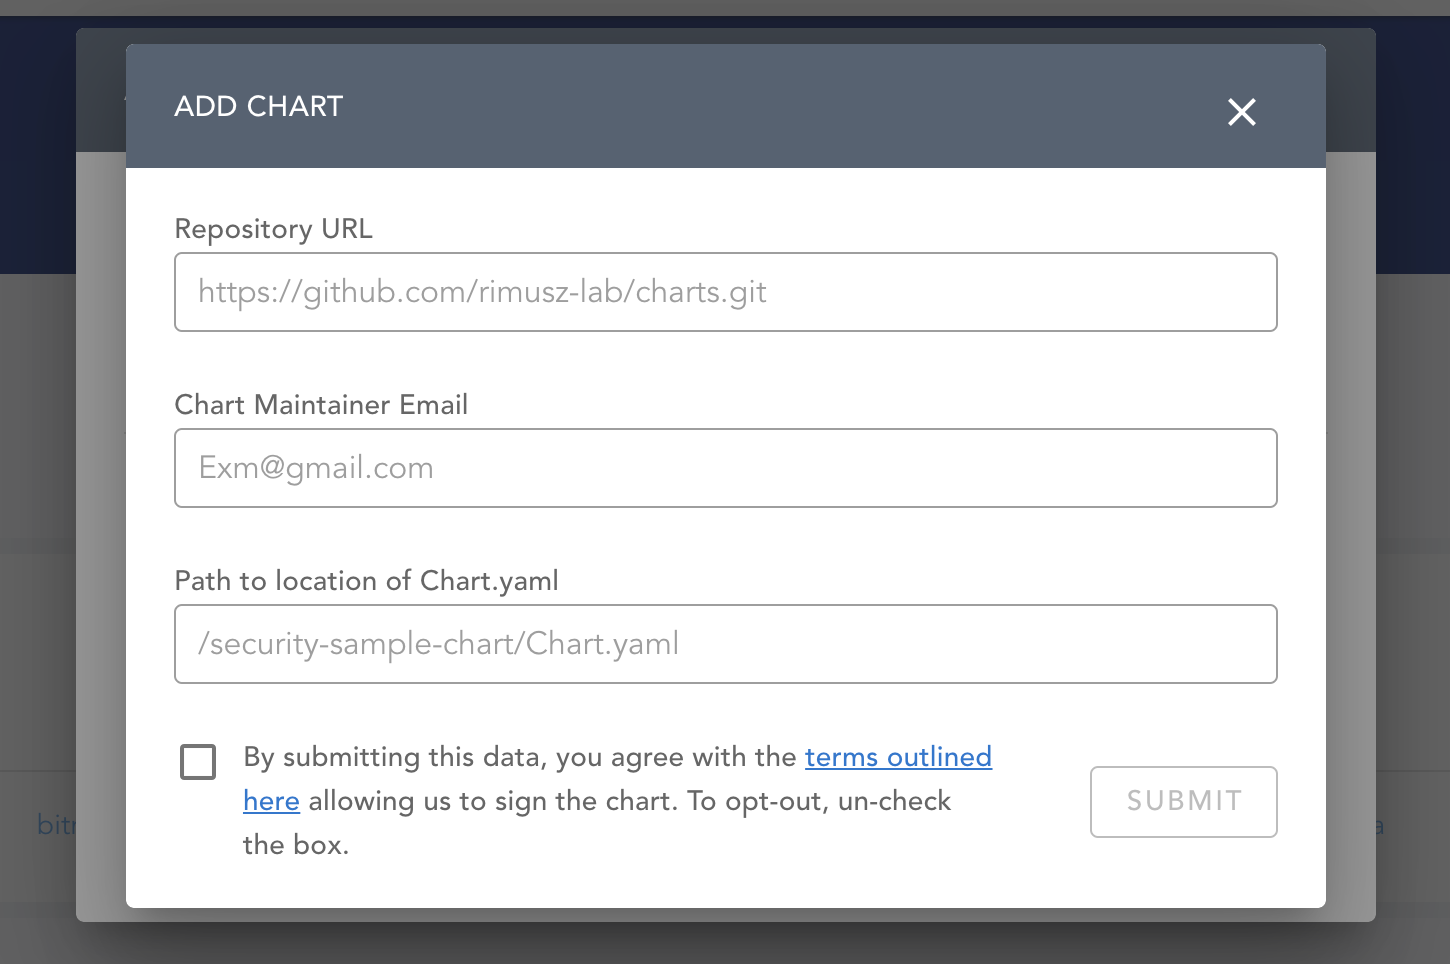 ADD CHART
Repository URL
https://github.com/rimusz-lab/charts.git
Chart Maintainer Email
Exm@gmail.com
Path to location of Chart.yaml
/security-sample-chart/Chart.yaml
By submitting this data, you agree with the terms outlined
here allowing us to sign the chart. To opt-out, un-check
the box.
SUBMIT